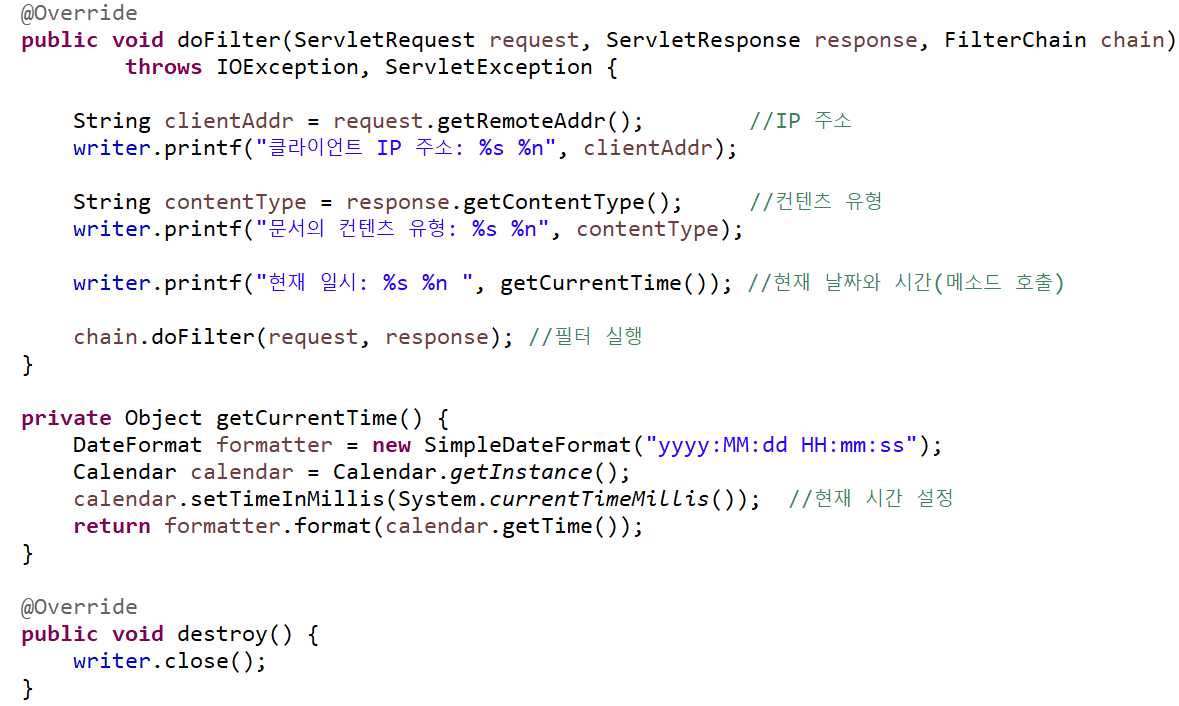 @Override
public void doFilter(ServletRequest request, ServletResponse response, FilterChain chain)
        throws IOException, ServletException {

    String clientAddr = request.getRemoteAddr();        //IP 주소
    writer.printf("클라이언트 IP 주소: %s %n", clientAddr);

    String contentType = response.getContentType();     //컨텐츠 유형
    writer.printf("문서의 컨텐츠 유형: %s %n", contentType);

    writer.printf("현재 일시: %s %n ", getCurrentTime()); //현재 날짜와 시간(메소드 호출)

    chain.doFilter(request, response); //필터 실행
}

private Object getCurrentTime() {
    DateFormat formatter = new SimpleDateFormat("yyyy:MM:dd HH:mm:ss");
    Calendar calendar = Calendar.getInstance();
    calendar.setTimeInMillis(System.currentTimeMillis());  //현재 시간 설정
    return formatter.format(calendar.getTime());
}

@Override
public void destroy() {
    writer.close();
}